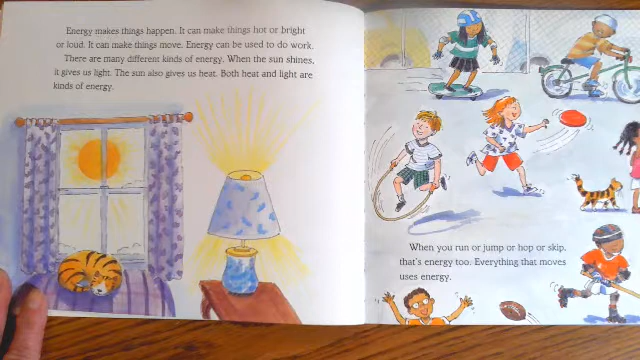 Energy makes things happen. It can make things hot or bright
or loud. It can make things move. Energy can be used to do work.
There are many different kinds of energy. When the sun shines,
it gives us light. The sun also gives us heat. Both heat and light are
kinds of energy.
When you run or jump or hop or skip,
that's energy too. Everything that moves
uses energy.